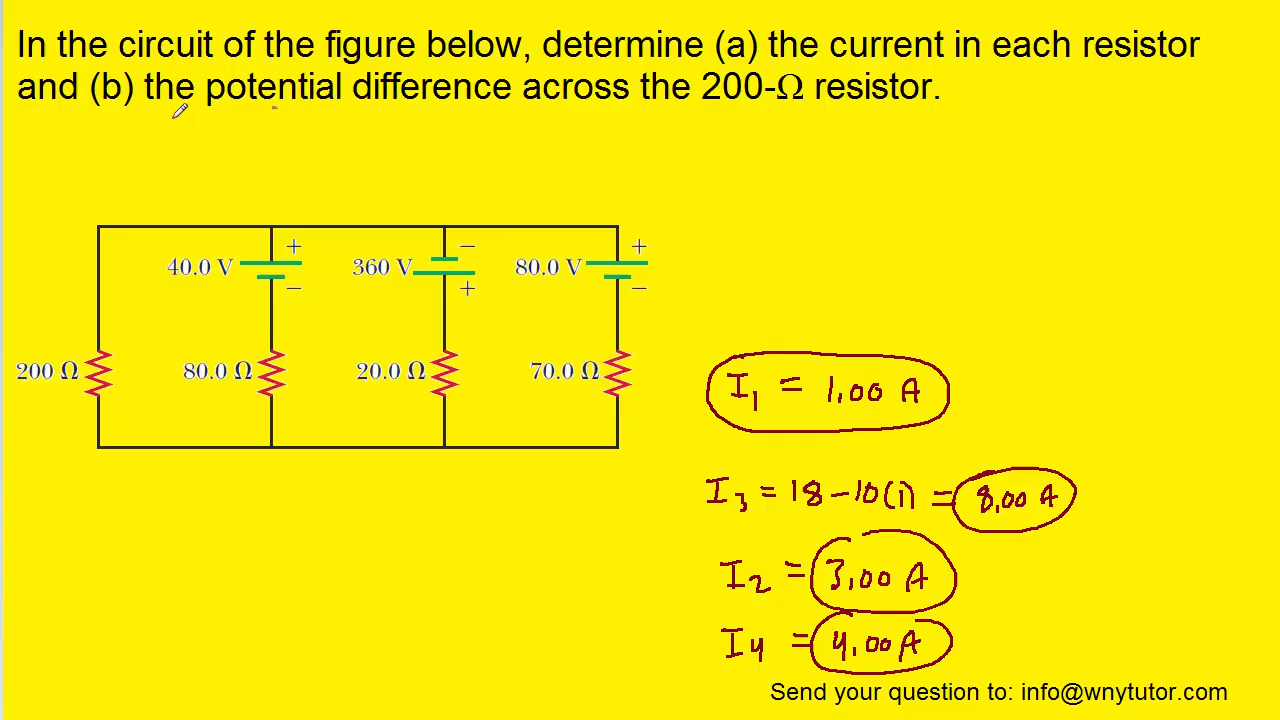 In the circuit of the figure below, determine (a) the current in each resistor
and (b) the potential difference across the 200-Ω resistor.
+ − +
40.0 V 360 V 80.0 V
− + −
200 Ω 80.0 Ω 20.0 Ω 70.0 Ω
I1 = 1.00 A
I3 = 18 - 10(1) = 8.00 A
I2 = 3.00 A
I4 = 4.00 A
Send your question to: info@wnytutor.com